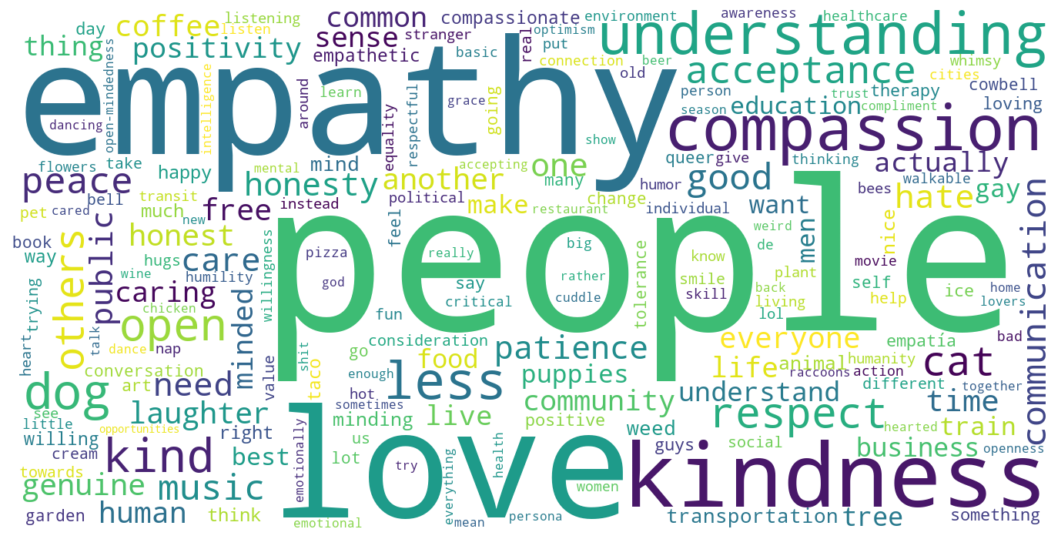 day
coffee
listening
listen
common
compassionate
environment
awareness
healthcare
thing
positivity
sense
stranger
basic
real
optimism
put
understanding
open-mindedness
intelligence
empathetic
connection
old
beer
acceptance
cities
whimsy
empathy
around
learn
grace
respectful
going
person
season
trust
therapy
compliment
cowbell
loving
education
dancing
equality
show
compassion
flowers
take
happy
mental
mind
accepting
one
many
queer
give
thinking
actually
walkable
peace
transit
honesty
another
humor
good
hate
bees
gay
pet
cared
bell
much
new
free
instead
political
make
change
restaurant
individual
want
men
nice
book
way
others
public
honest
hugs
care
humility
willingness
feel
pizza
god
people
really
big
rather
cuddle
tolerance
know
smile
skill
weird
de
plant
back
living
lol
movie
self
help
ice
home
lovers
communication
wine
caring
chicken
say
critical
fun
heart
trying
talk
open
dance
nap
minded
value
shit
taco
consideration
go
food
patience
everyone
empatía
bad
conversation
art
enough
less
puppies
life
animal
humanity
raccoons
action
cat
together
dog
need
hot
sometimes
community
understand
different
time
see
little
laughter
minding
live
positive
respect
hearted
willing
opportunities
right
us
weed
guys
social
train
openness
cream
kind
best
lot
try
business
towards
genuine
music
emotionally
love
everything
health
women
kindness
garden
human
think
emotional
mean
persona
transportation
tree
something